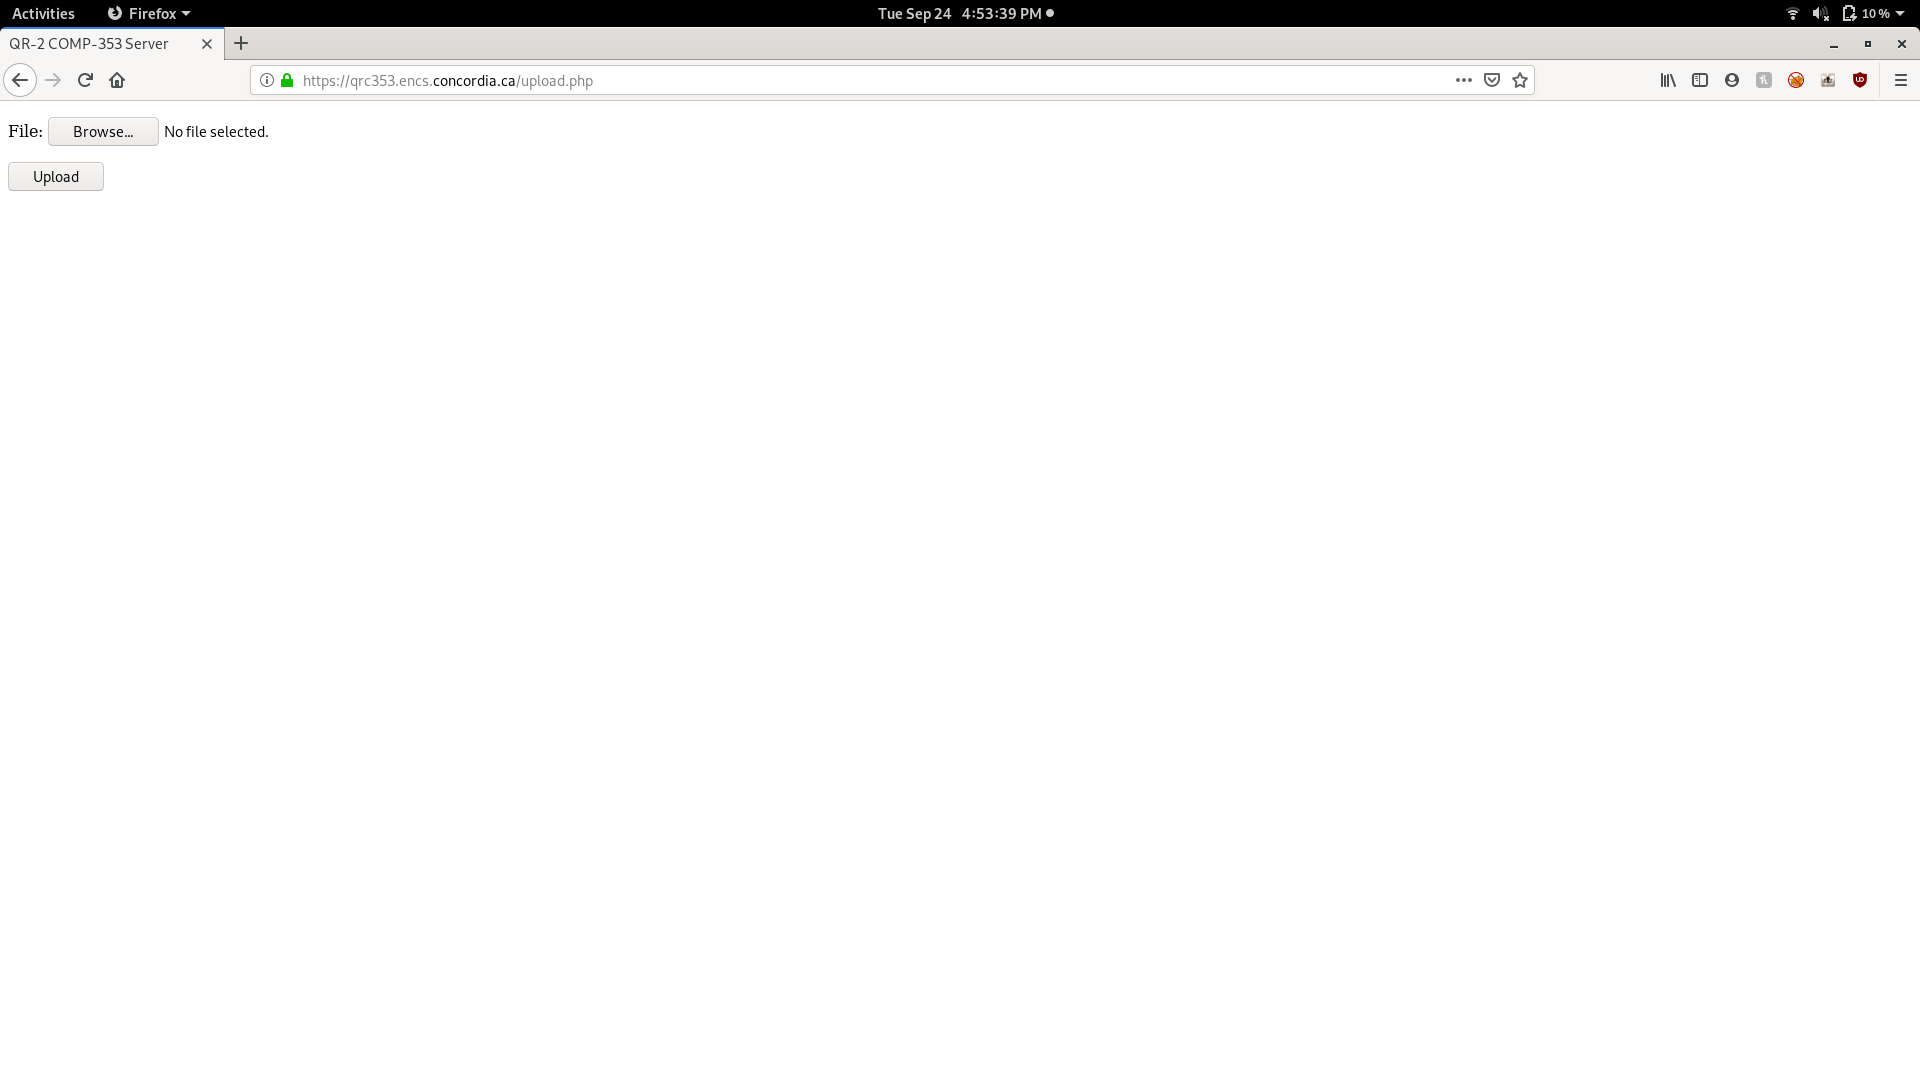 Activities Firefox Tue Sep 24 4:53:39 PM 10 %
QR-2 COMP-353 Server
https://qrc353.encs.concordia.ca/upload.php
File: Browse... No file selected.
Upload